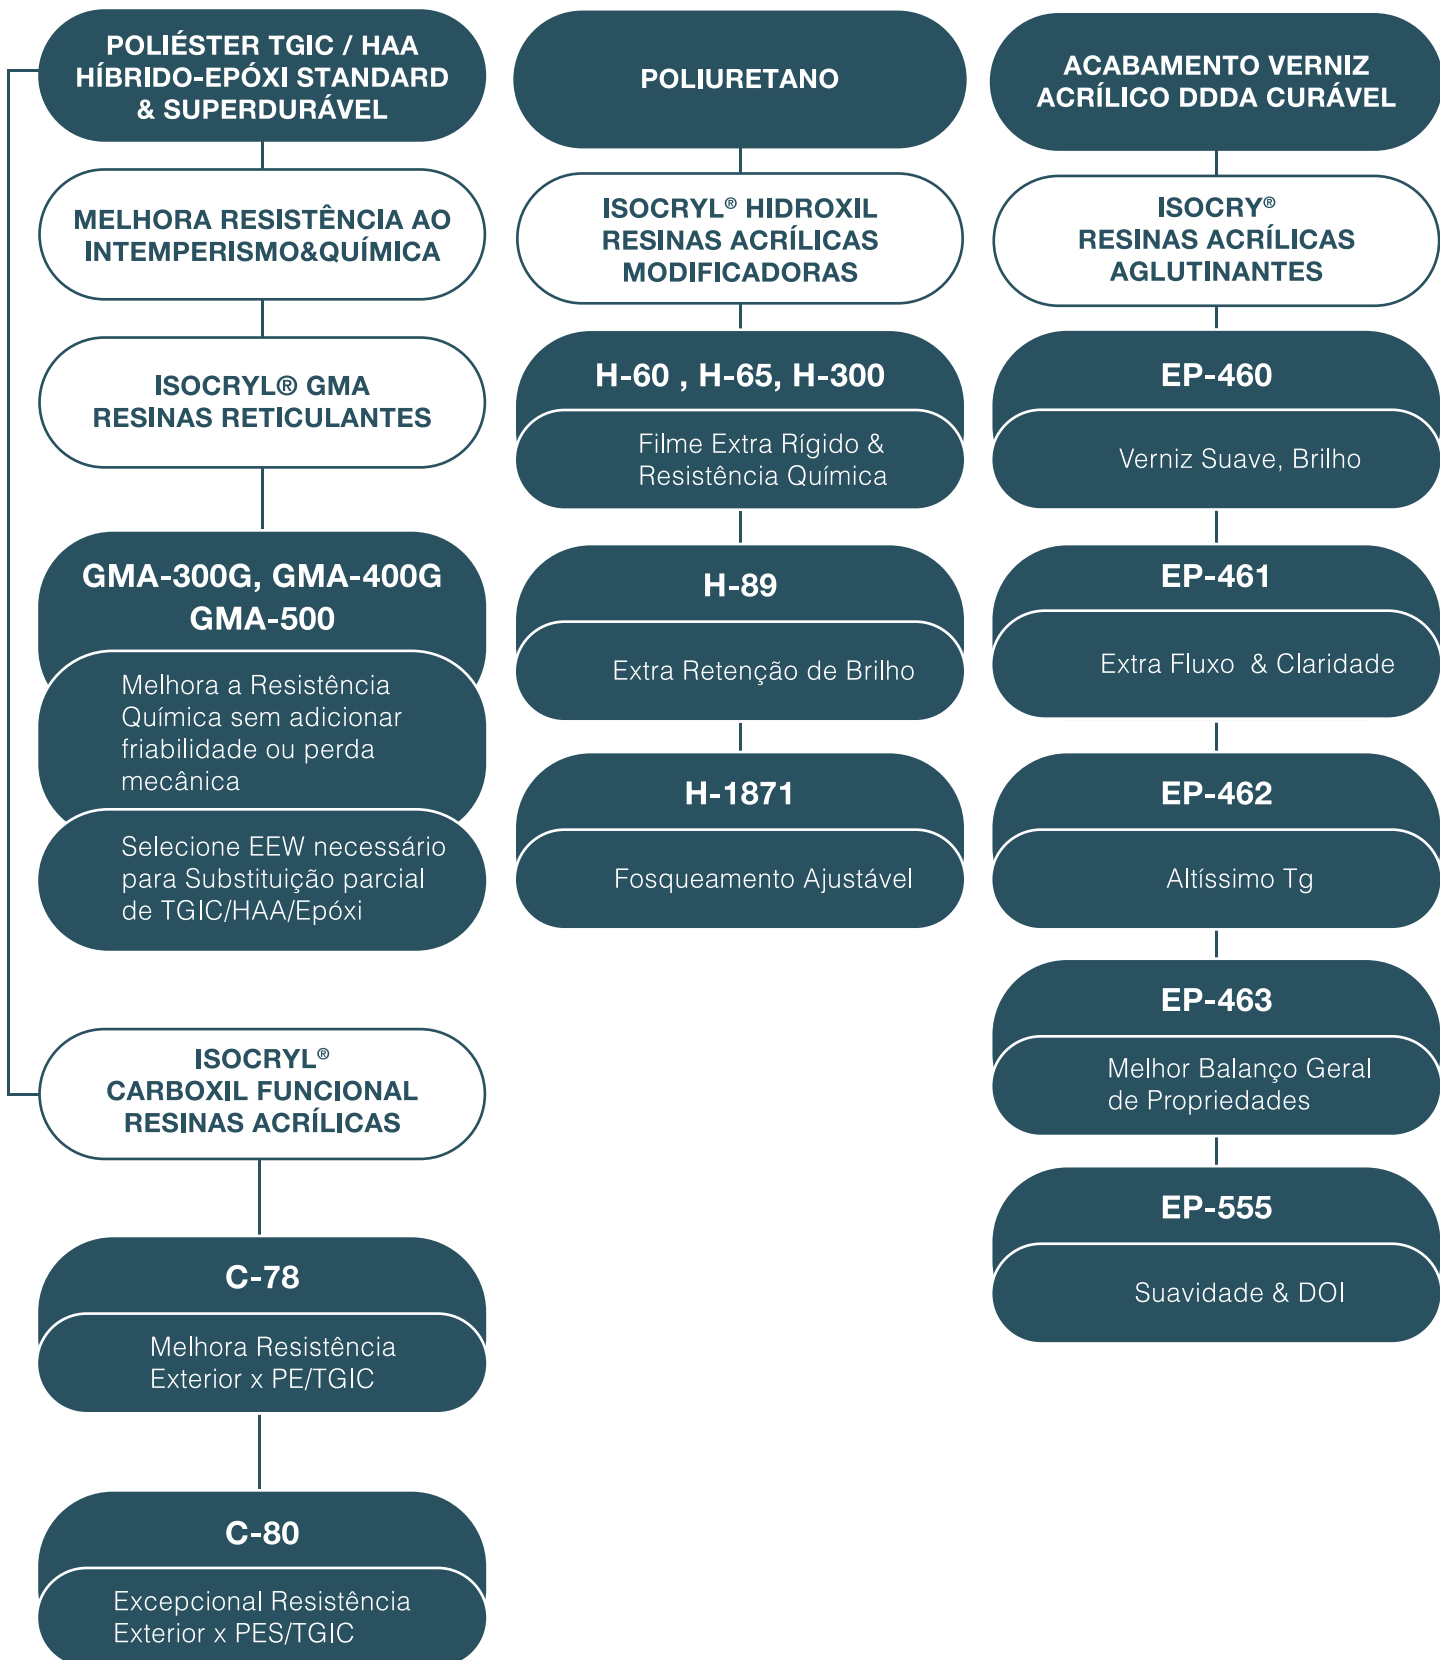 POLIÉSTER TGIC / HAA
HÍBRIDO-EPÓXI STANDARD
& SUPERDURÁVEL
MELHORA RESISTÊNCIA AO
INTEMPERISMO&QUÍMICA
ISOCRYL® GMA
RESINAS RETICULANTES
GMA-300G, GMA-400G
GMA-500
Melhora a Resistência
Química sem adicionar
friabilidade ou perda
mecânica
Selecione EEW necessário
para Substituição parcial
de TGIC/HAA/Epóxi
ISOCRYL®
CARBOXIL FUNCIONAL
RESINAS ACRÍLICAS
C-78
Melhora Resistência
Exterior x PE/TGIC
C-80
Excepcional Resistência
Exterior x PES/TGIC
POLIURETANO
ISOCRYL® HIDROXIL
RESINAS ACRÍLICAS
MODIFICADORAS
H-60 , H-65, H-300
Filme Extra Rígido &
Resistência Química
H-89
Extra Retenção de Brilho
H-1871
Fosqueamento Ajustável
ACABAMENTO VERNIZ
ACRÍLICO DDDA CURÁVEL
ISOCRY®
RESINAS ACRÍLICAS
AGLUTINANTES
EP-460
Verniz Suave, Brilho
EP-461
Extra Fluxo & Claridade
EP-462
Altíssimo Tg
EP-463
Melhor Balanço Geral
de Propriedades
EP-555
Suavidade & DOI